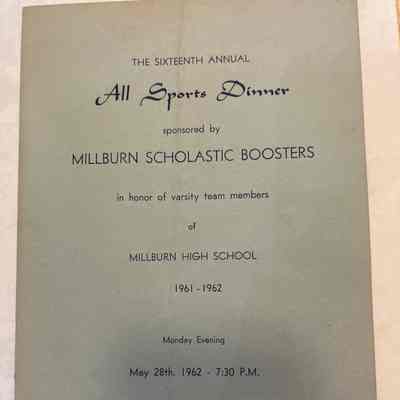 THE SIXTEENTH ANNUAL
All Sports Dinner
sponsored by
MILLBURN SCHOLASTIC BOOSTERS
in honor of varsity team members
of
MILLBURN HIGH SCHOOL
1961 - 1962
Monday Evening
May 28th, 1962 - 7:30 P.M.